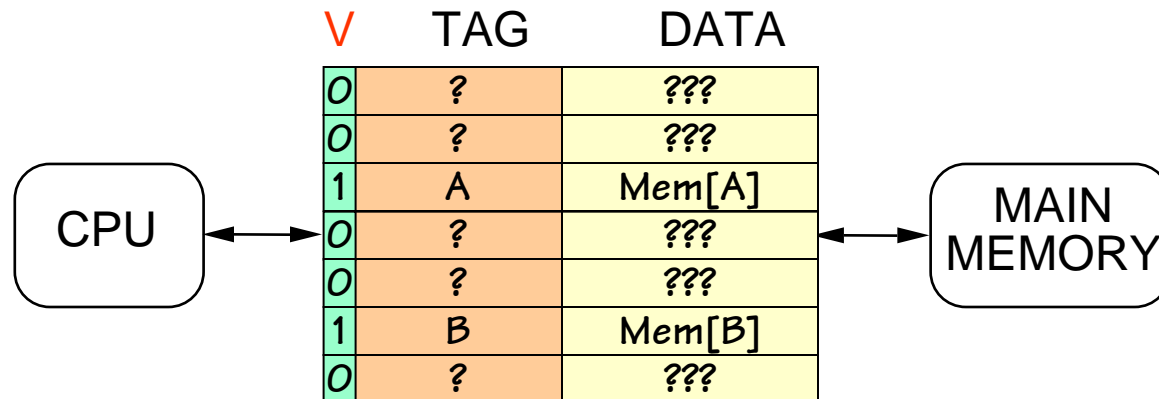 V TAG DATA
0 ? ???
0 ? ???
1 A Mem[A]
0 ? ???
0 ? ???
1 B Mem[B]
0 ? ???
CPU
MAIN
MEMORY